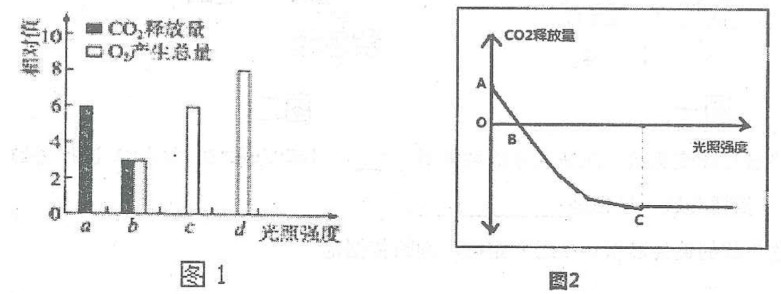 相对值
10
8
6
4
2
0
CO₂释放量
O₂产生总量
a b c d 光照强度
图 1
CO2释放量
A
O
B
光照强度
C
图2